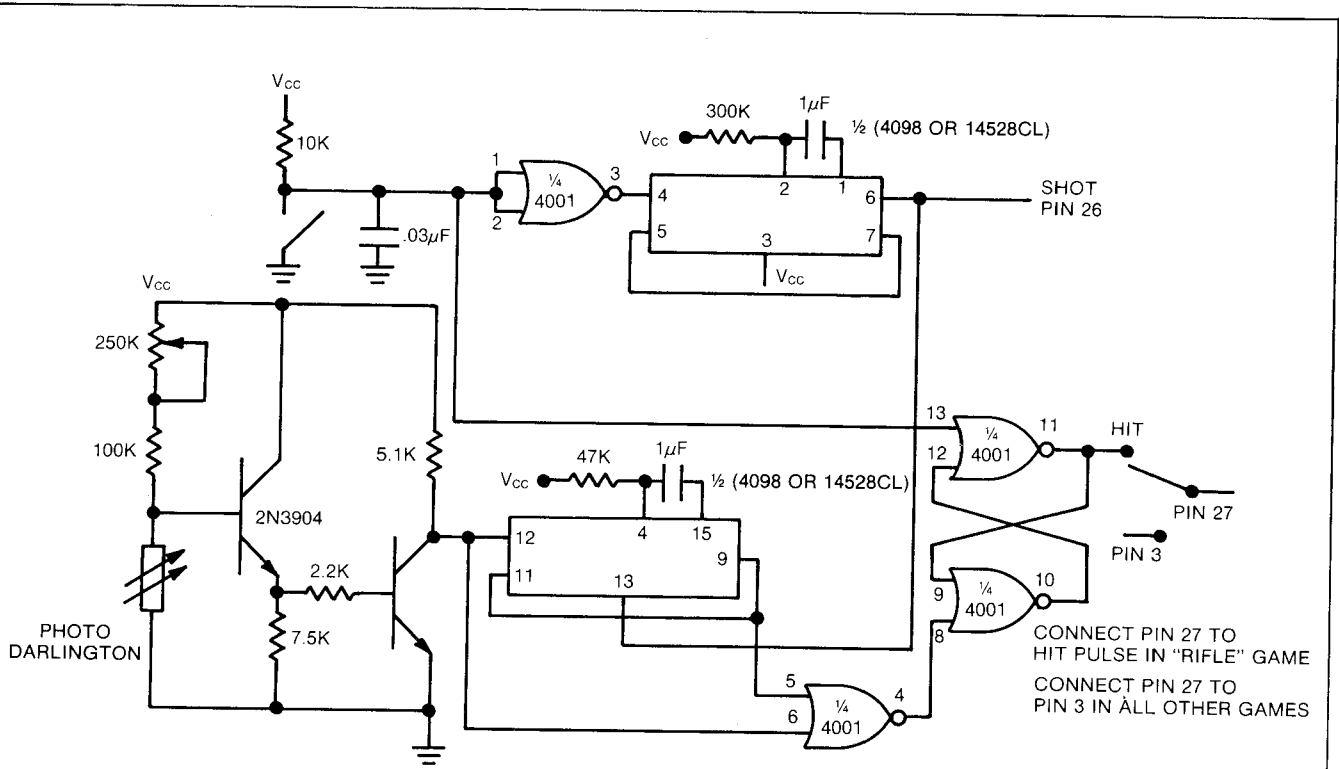 Vcc
10K
.03µF
1
2
¼
4001
3
300K
1µF
½ (4098 OR 14528CL)
Vcc
4
5
2
1
3
6
7
Vcc
SHOT
PIN 26
Vcc
250K
100K
2N3904
PHOTO
DARLINGTON
2.2K
7.5K
5.1K
47K
1µF
½ (4098 OR 14528CL)
Vcc
12
11
4
15
13
9
13
12
¼
4001
11
HIT
PIN 27
PIN 3
9
8
¼
4001
10
5
6
¼
4001
4
CONNECT PIN 27 TO
HIT PULSE IN "RIFLE" GAME
CONNECT PIN 27 TO
PIN 3 IN ALL OTHER GAMES